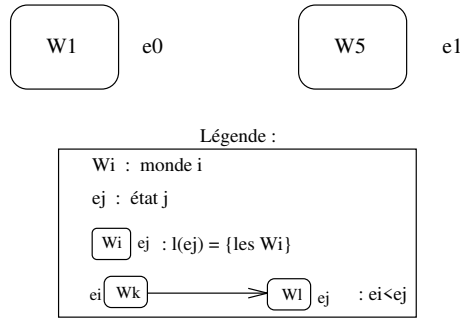 W1 e0 W5 e1
Légende :
Wi : monde i
ej : état j
Wi ej : l(ej) = {les Wi}
ei Wk Wl ej : ei<ej